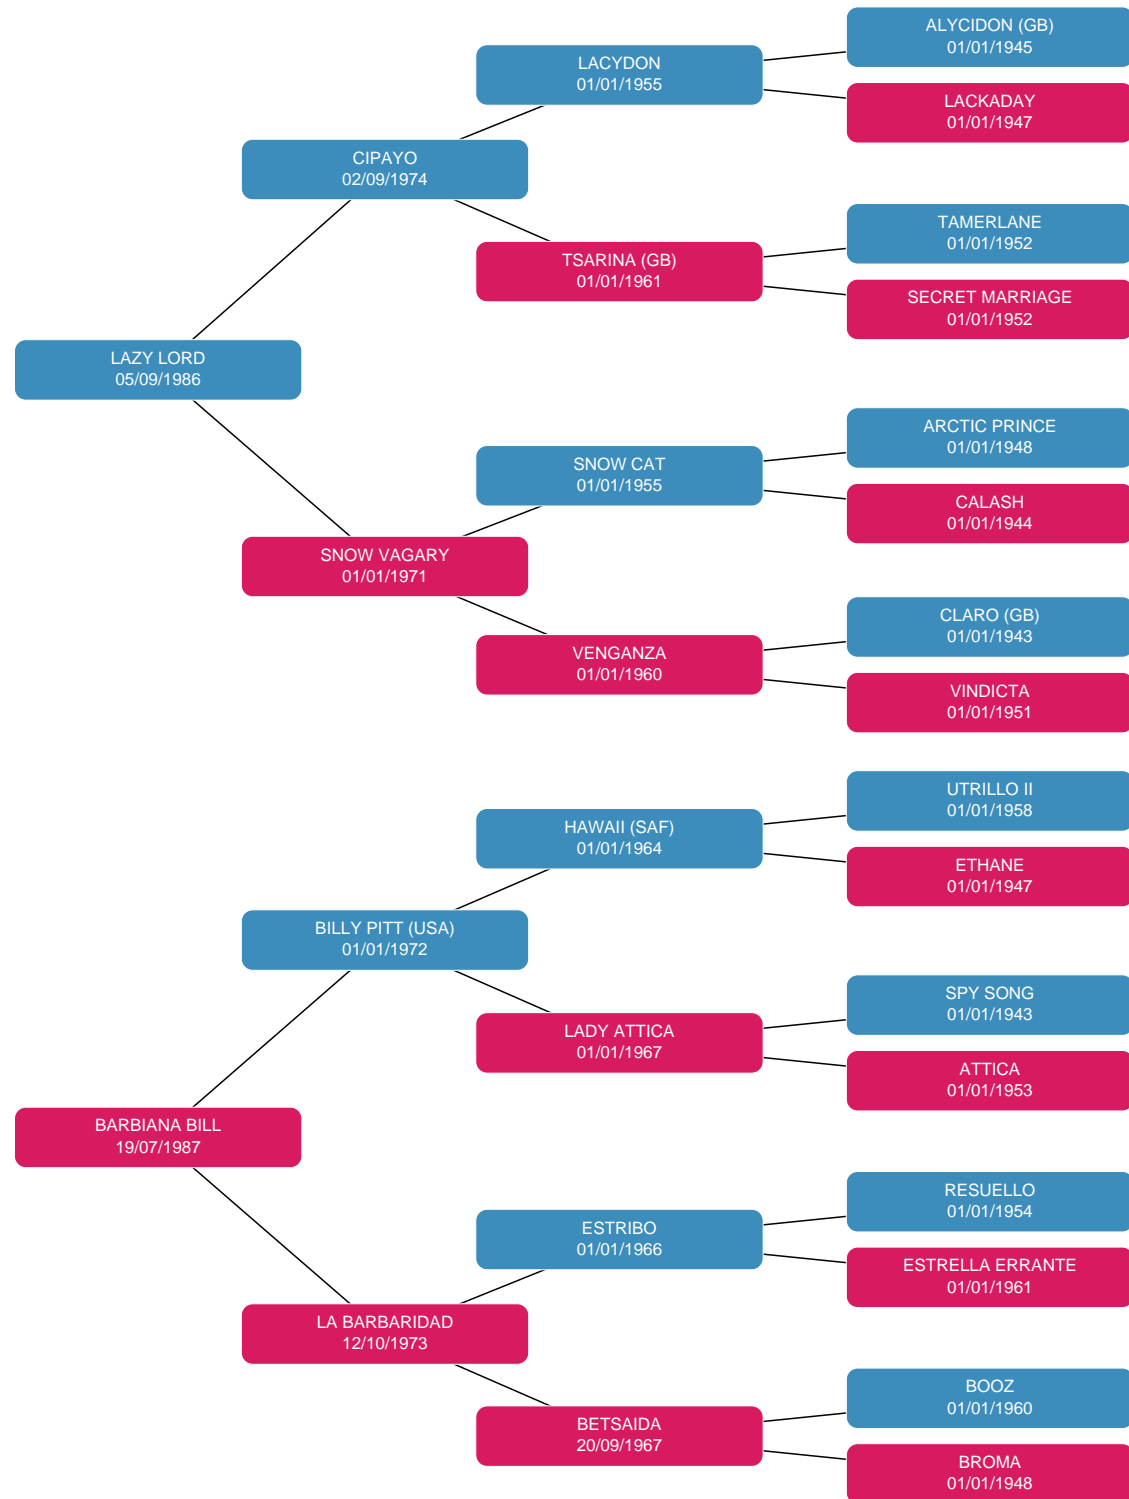 ALYCIDON (GB)
01/01/1945
LACYDON
01/01/1955
LACKADAY
01/01/1947
CIPAYO
02/09/1974
TAMERLANE
01/01/1952
TSARINA (GB)
01/01/1961
SECRET MARRIAGE
01/01/1952
LAZY LORD
05/09/1986
ARCTIC PRINCE
01/01/1948
SNOW CAT
01/01/1955
CALASH
01/01/1944
SNOW VAGARY
01/01/1971
CLARO (GB)
01/01/1943
VENGANZA
01/01/1960
VINDICTA
01/01/1951
UTRILLO II
01/01/1958
HAWAII (SAF)
01/01/1964
ETHANE
01/01/1947
BILLY PITT (USA)
01/01/1972
SPY SONG
01/01/1943
LADY ATTICA
01/01/1967
ATTICA
01/01/1953
BARBIANA BILL
19/07/1987
RESUELLO
01/01/1954
ESTRIBO
01/01/1966
ESTRELLA ERRANTE
01/01/1961
LA BARBARIDAD
12/10/1973
BOOZ
01/01/1960
BETSAIDA
20/09/1967
BROMA
01/01/1948